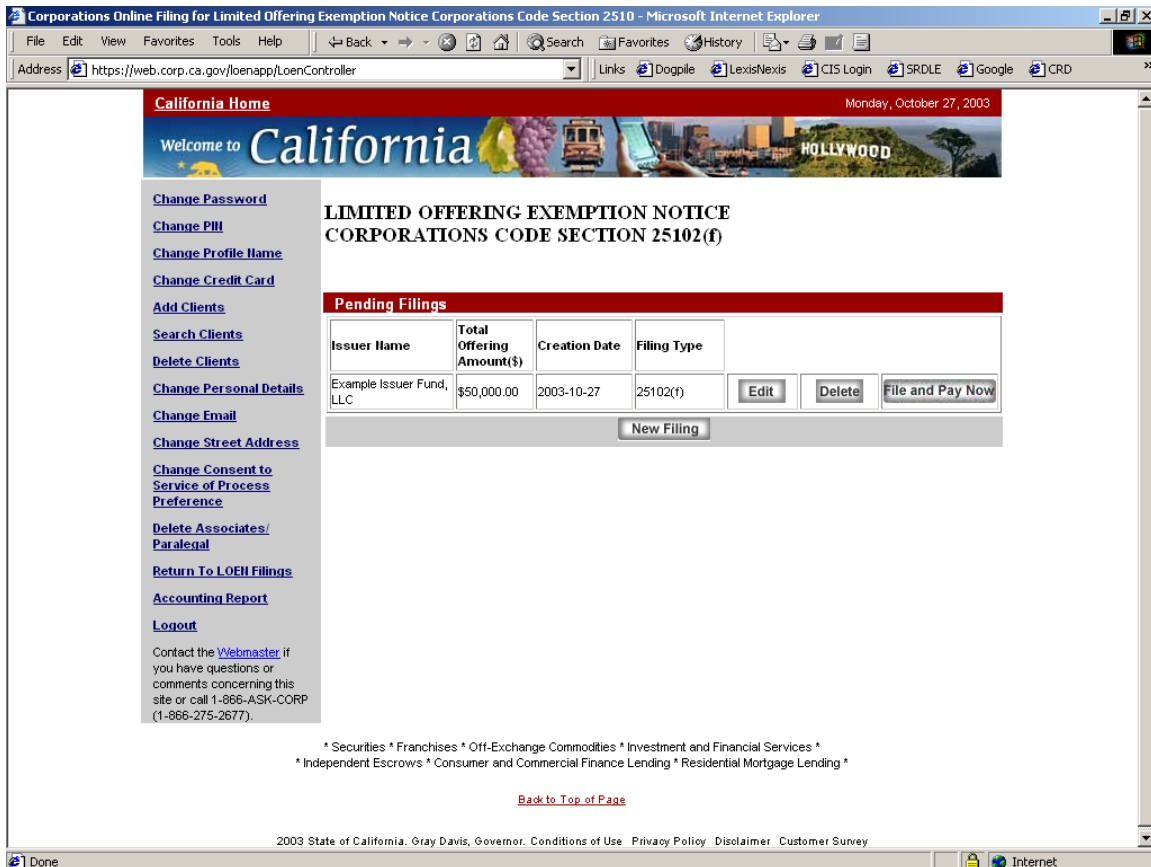 Corporations Online Filing for Limited Offering Exemption Notice Corporations Code Section 2510 - Microsoft Internet Explorer
File Edit View Favorites Tools Help Back Search Favorites History
Address https://web.corp.ca.gov/loenapp/LoenController Links Dogpile LexisNexis CIS Login SRDLE Google CRD »
California Home Monday, October 27, 2003
Welcome to California HOLLYWOOD
Change Password
Change PIN
Change Profile Name
Change Credit Card
Add Clients
Search Clients
Delete Clients
Change Personal Details
Change Email
Change Street Address
Change Consent to
Service of Process
Preference
Delete Associates/
Paralegal
Return To LOEN Filings
Accounting Report
Logout
Contact the Webmaster if
you have questions or
comments concerning this
site or call 1-866-ASK-CORP
(1-866-275-2677).
LIMITED OFFERING EXEMPTION NOTICE
CORPORATIONS CODE SECTION 25102(f)
Pending Filings
Issuer Name
Total
Offering
Amount($)
Creation Date
Filing Type
Example Issuer Fund,
LLC
$50,000.00
2003-10-27
25102(f)
Edit
Delete
File and Pay Now
New Filing
* Securities * Franchises * Off-Exchange Commodities * Investment and Financial Services *
* Independent Escrows * Consumer and Commercial Finance Lending * Residential Mortgage Lending *
Back to Top of Page
2003 State of California. Gray Davis, Governor. Conditions of Use Privacy Policy Disclaimer Customer Survey
Done Internet